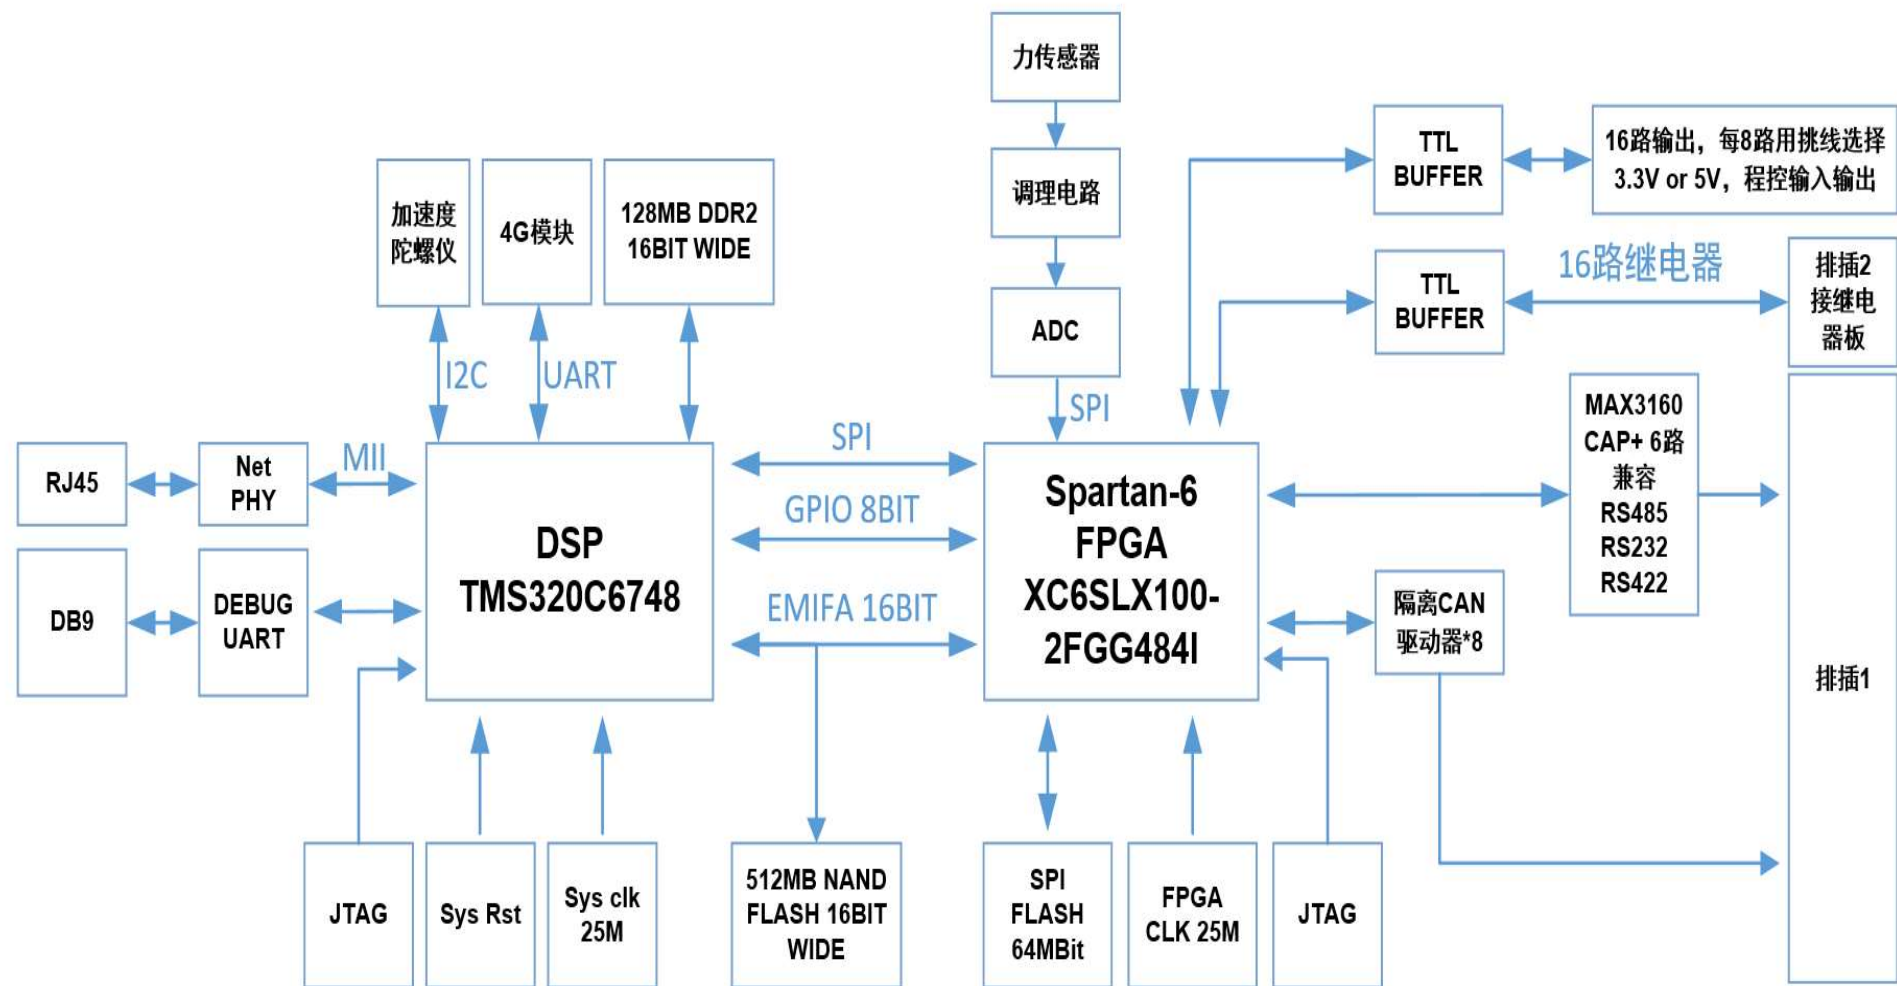 力传感器
调理电路
ADC
SPI
TTL
BUFFER
16路输出，每8路用挑线选择
3.3V or 5V，程控输入输出
TTL
BUFFER
16路继电器
排插2
接继电
器板
加速度
陀螺仪
4G模块
128MB DDR2
16BIT WIDE
I2C
UART
RJ45
Net
PHY
MII
DB9
DEBUG
UART
DSP
TMS320C6748
SPI
GPIO 8BIT
EMIFA 16BIT
Spartan-6
FPGA
XC6SLX100-
2FGG484I
MAX3160
CAP+ 6路
兼容
RS485
RS232
RS422
隔离CAN
驱动器*8
排插1
JTAG
Sys Rst
Sys clk
25M
512MB NAND
FLASH 16BIT
WIDE
SPI
FLASH
64MBit
FPGA
CLK 25M
JTAG